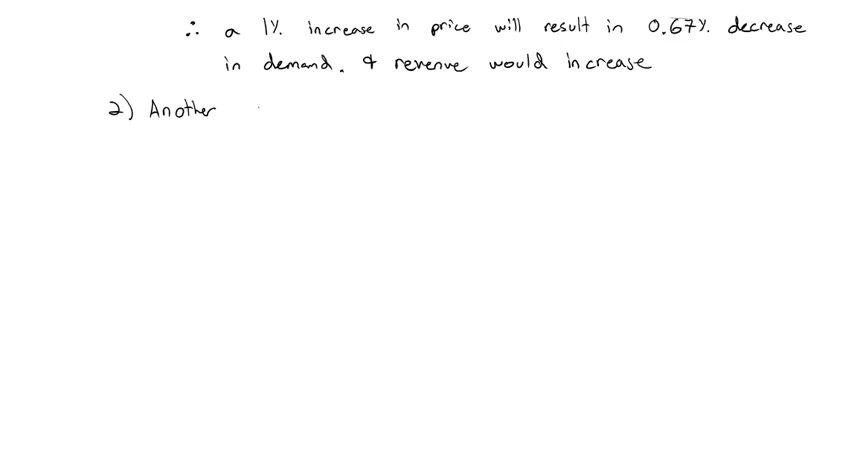 ∴ a 1% increase in price will result in 0.67% decrease
in demand. & revenue would increase
2) Another